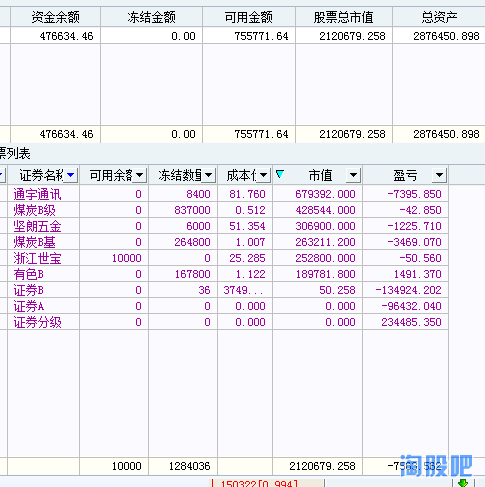 资金余额 冻结金额 可用金额 股票总市值 总资产
476634.46 0.00 755771.64 2120679.258 2876450.898
476634.46 0.00 755771.64 2120679.258 2876450.898
票列表
证券名称 可用余额 冻结数量 成本价 市值 盈亏
通宇通讯 0 8400 81.760 679392.000 -7395.850
煤炭B级 0 837000 0.512 428544.000 -42.850
坚朗五金 0 6000 51.354 306900.000 -1225.710
煤炭B基 0 264800 1.007 263211.200 -3469.070
浙江世宝 10000 0 25.285 252800.000 -50.560
有色B 0 167800 1.122 189781.800 1491.370
证券B 0 36 3749... 50.258 -134924.202
证券A 0 0 0.000 0.000 -96432.040
证券分级 0 0 0.000 0.000 234485.350
10000 1284036 2120679.258
淘股吧
150322[0.994]